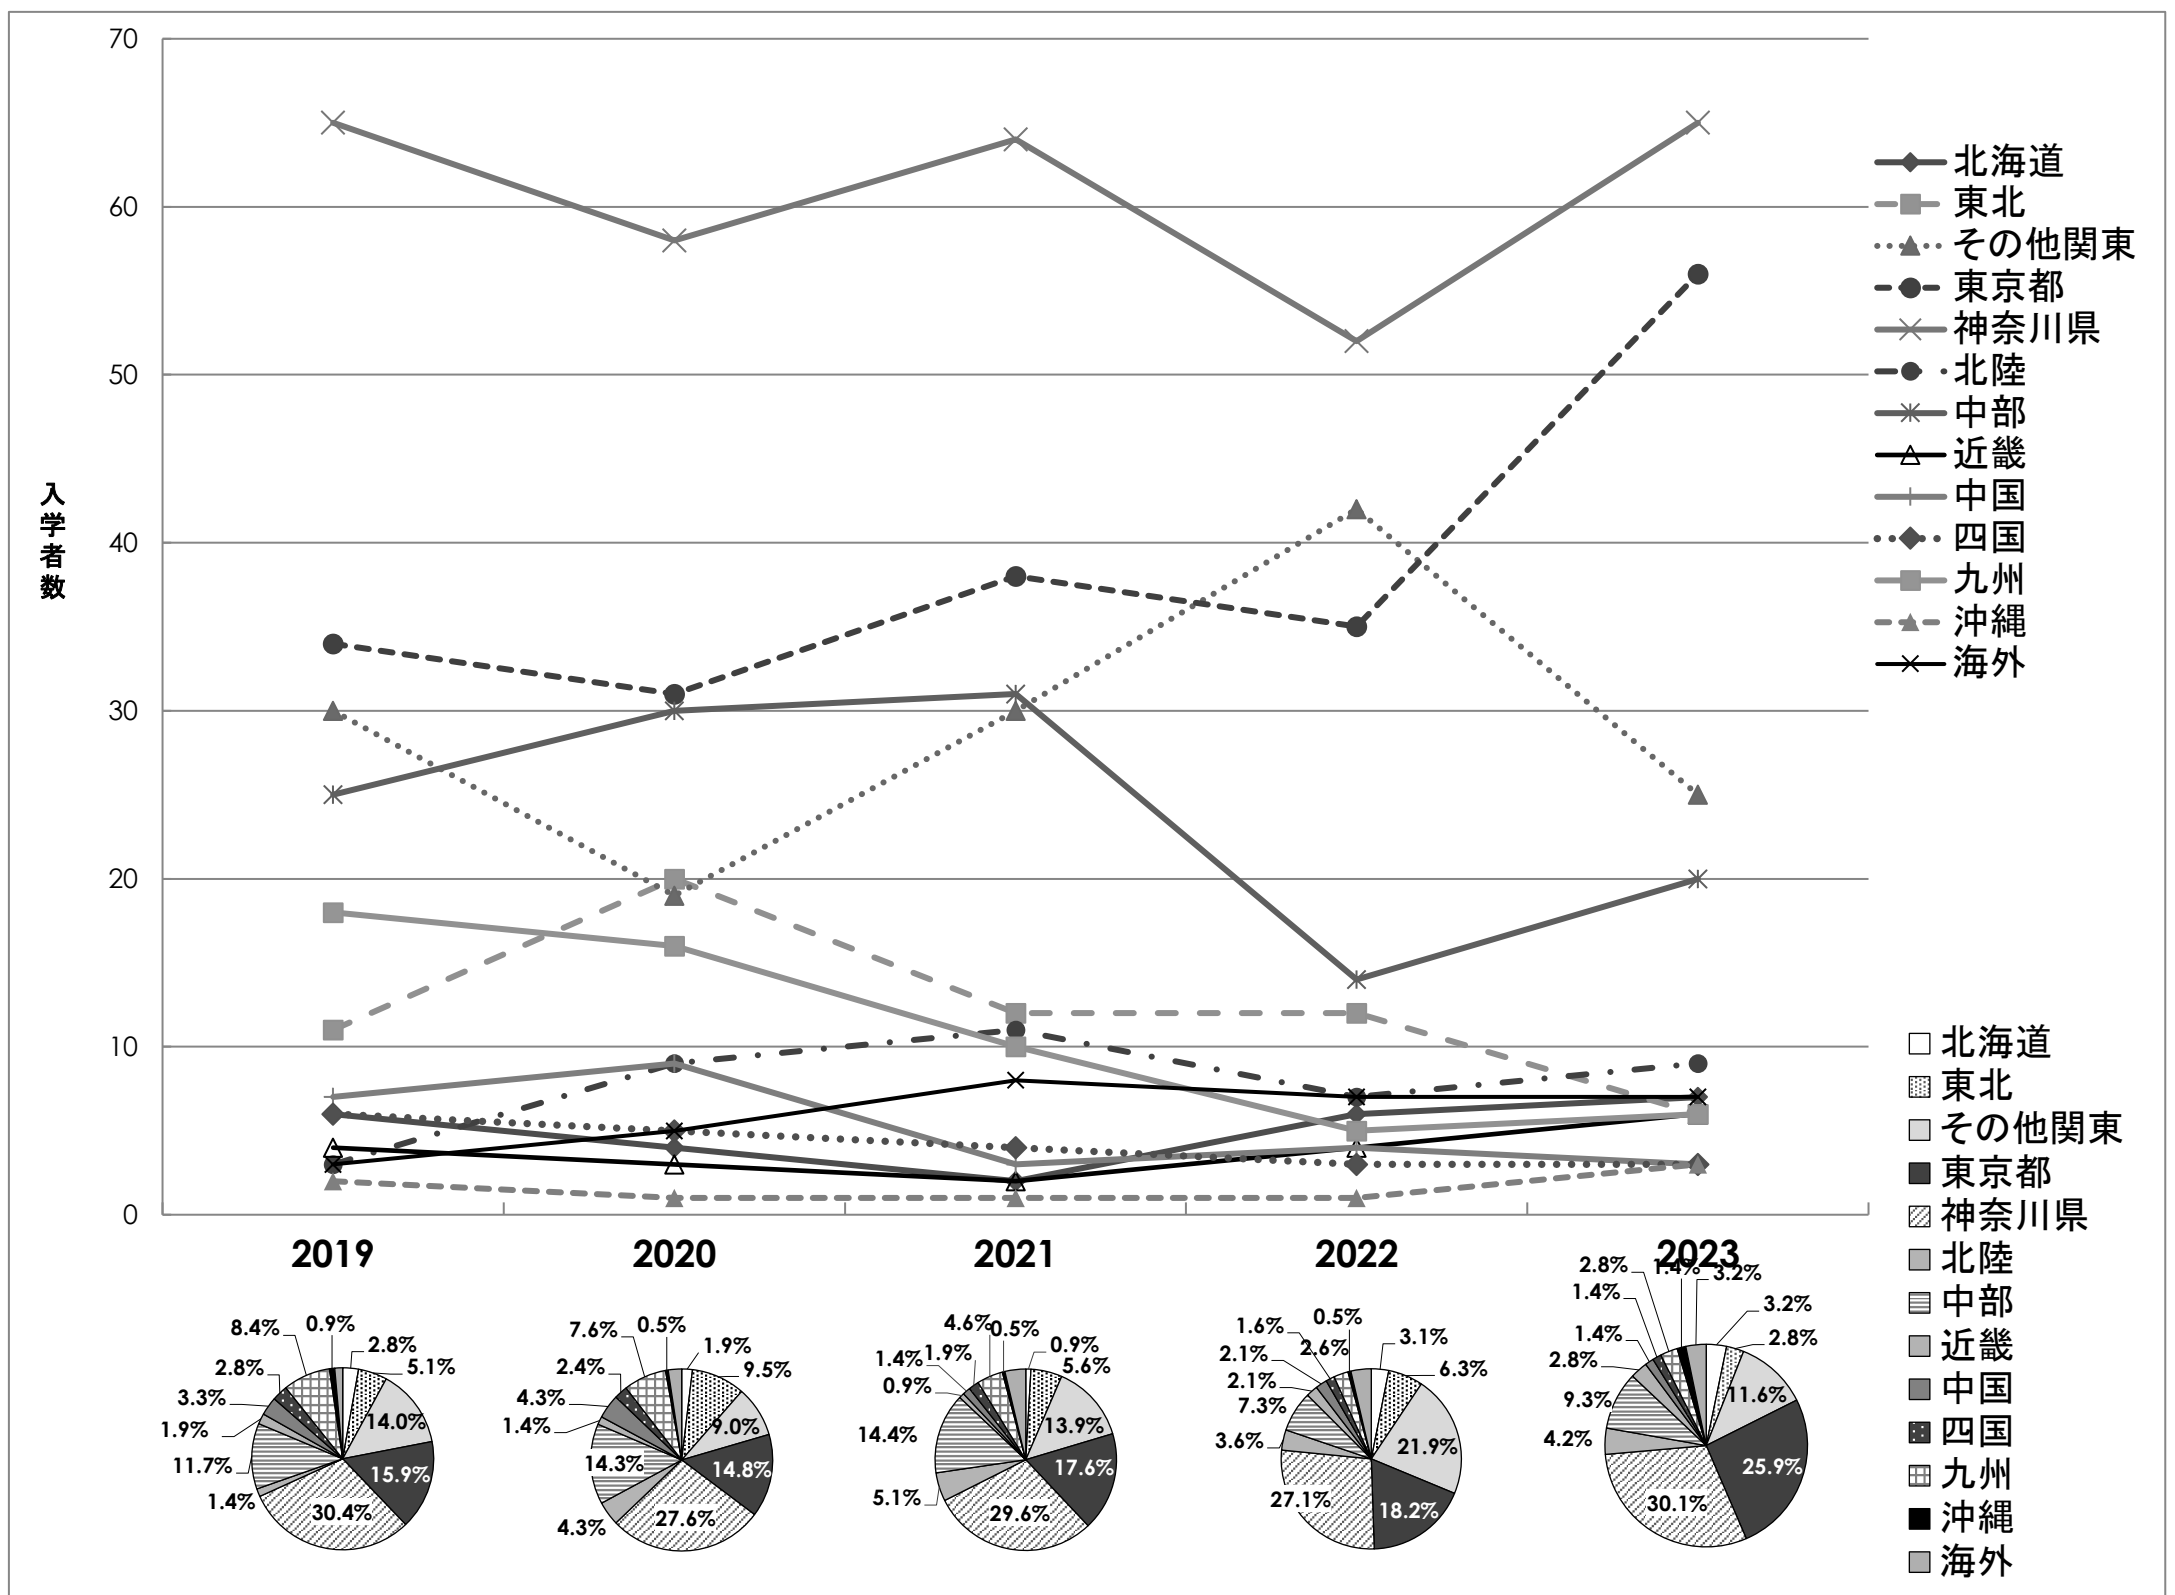 70
60
50
40
30
20
10
0
入学者数
北海道
東北
その他関東
東京都
神奈川県
北陸
中部
近畿
中国
四国
九州
沖縄
海外
2019
2020
2021
2022
2023
8.4%
0.9%
2.8%
5.1%
2.8%
3.3%
1.9%
11.7%
1.4%
14.0%
15.9%
30.4%
7.6%
0.5%
1.9%
9.5%
2.4%
4.3%
1.4%
14.3%
4.3%
9.0%
14.8%
27.6%
4.6%
0.5%
0.9%
5.6%
1.9%
1.4%
0.9%
14.4%
5.1%
13.9%
17.6%
29.6%
1.6%
0.5%
2.6%
3.1%
6.3%
2.1%
2.1%
7.3%
3.6%
21.9%
18.2%
27.1%
2.8%
1.4%
3.2%
3.2%
2.8%
1.4%
1.4%
2.8%
9.3%
4.2%
11.6%
25.9%
30.1%
北海道
東北
その他関東
東京都
神奈川県
北陸
中部
近畿
中国
四国
九州
沖縄
海外